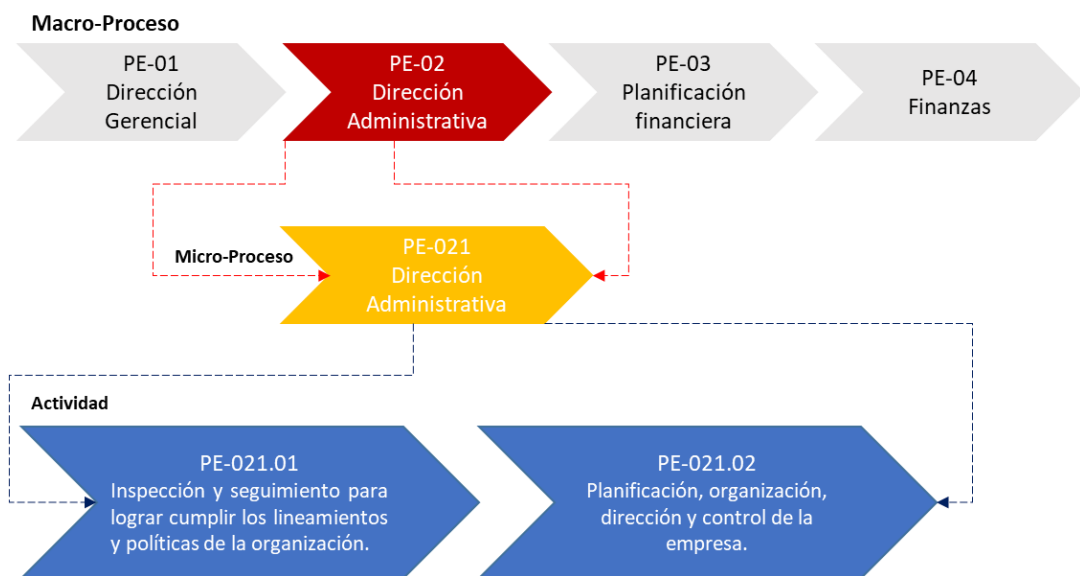 Macro-Proceso
PE-01
Dirección
Gerencial
PE-02
Dirección
Administrativa
PE-03
Planificación
financiera
PE-04
Finanzas
Micro-Proceso
PE-021
Dirección
Administrativa
Actividad
PE-021.01
Inspección y seguimiento para
lograr cumplir los lineamientos
y políticas de la organización.
PE-021.02
Planificación, organización,
dirección y control de la
empresa.